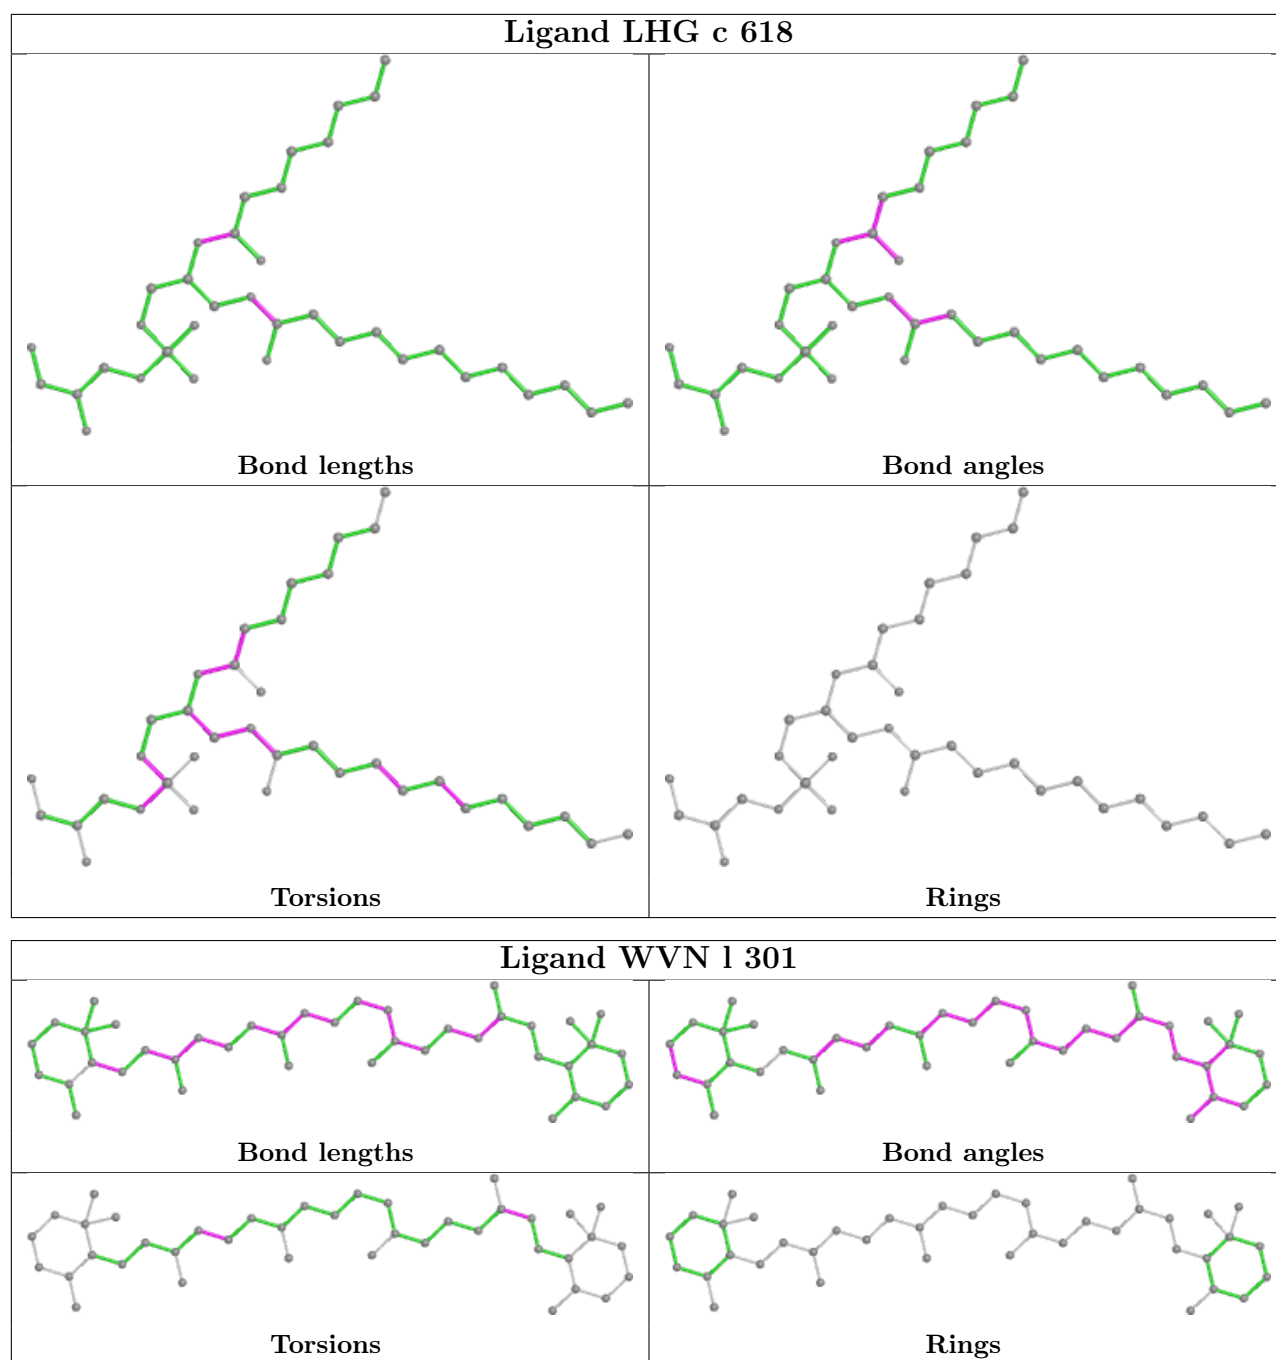 Ligand LHG c 618
Bond lengths
Bond angles
Torsions
Rings
Ligand WVN l 301
Bond lengths
Bond angles
Torsions
Rings